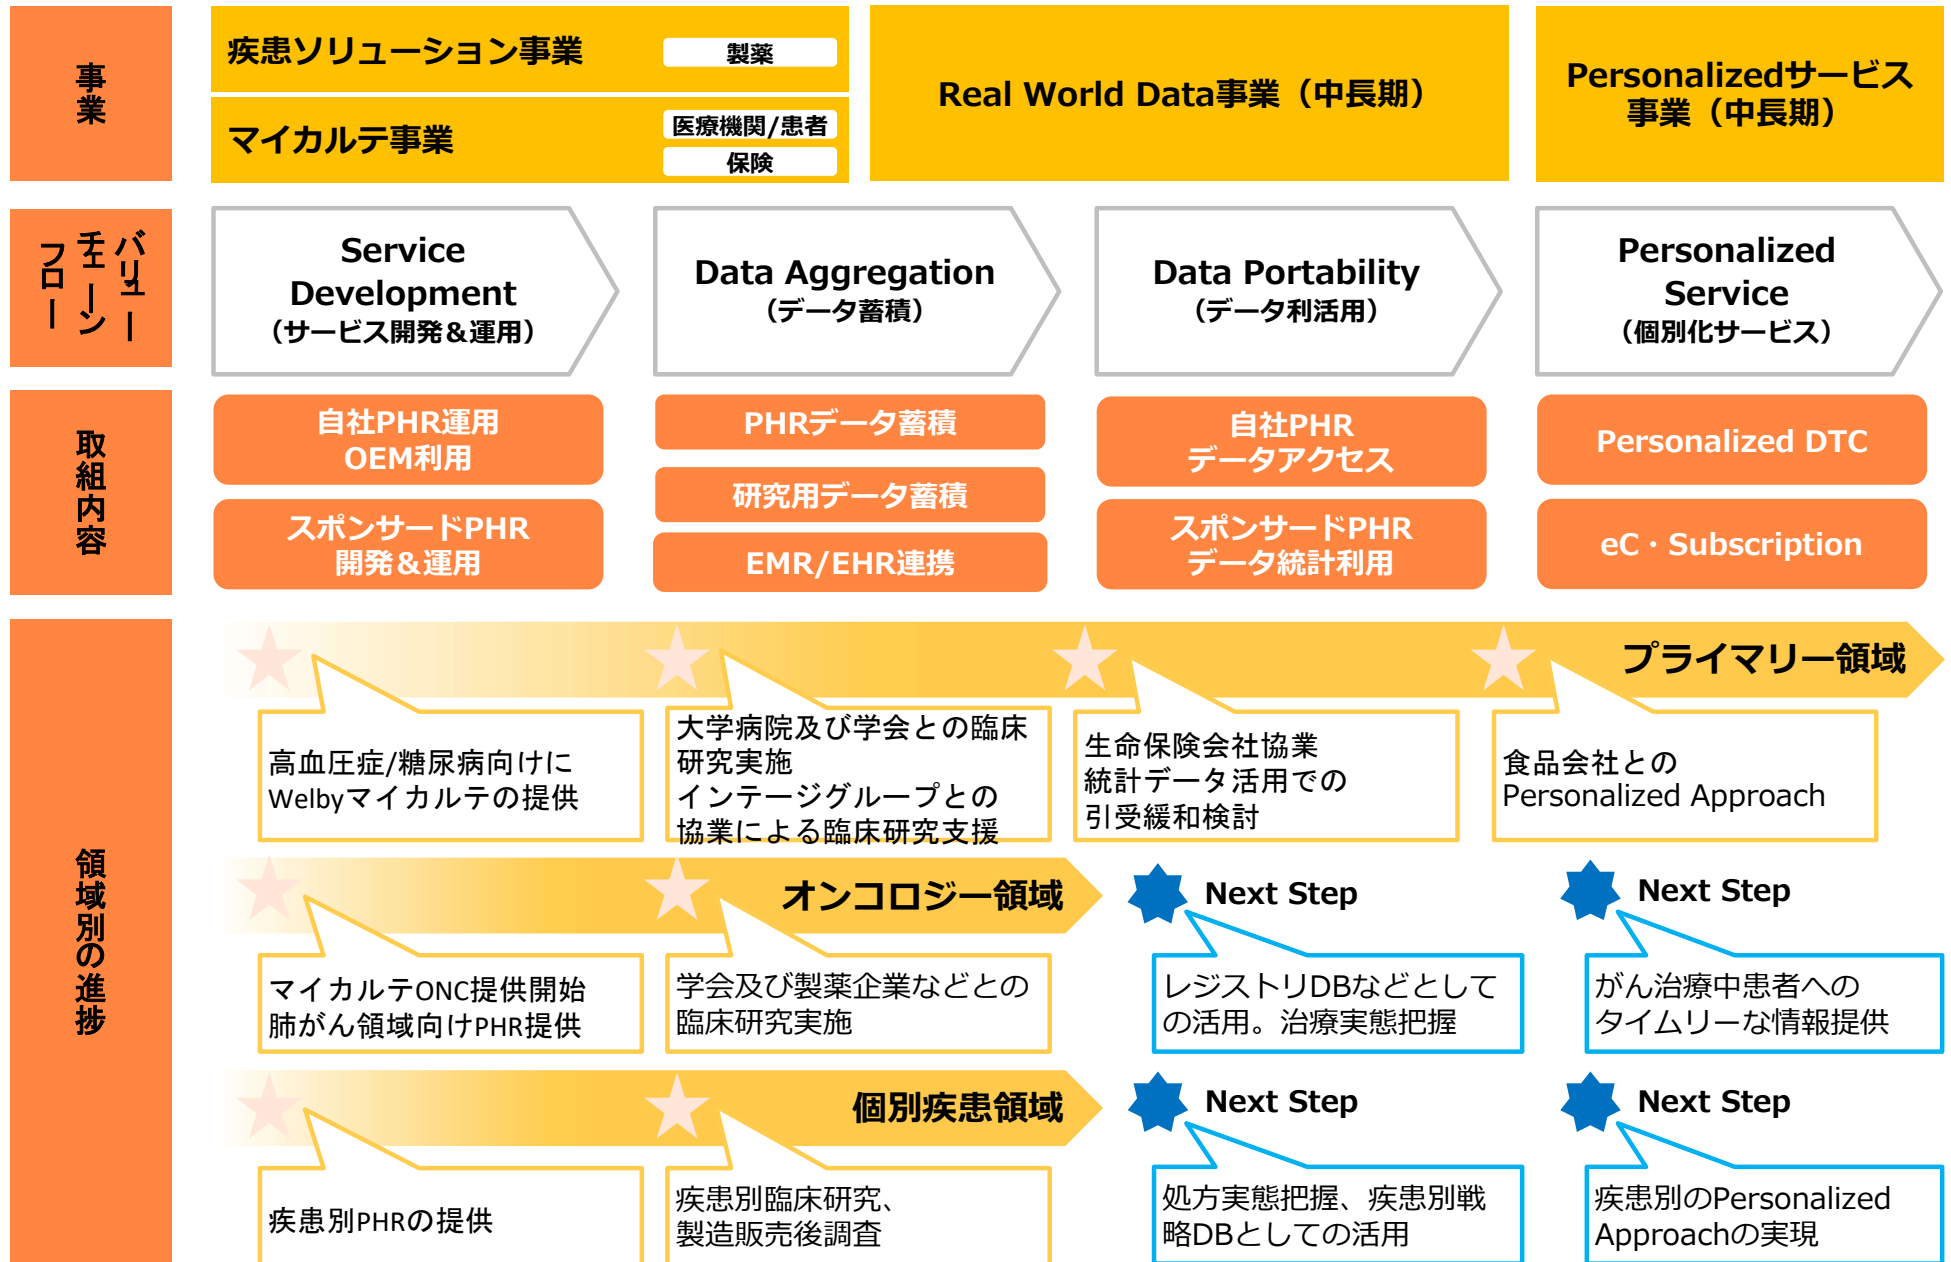 事業
疾患ソリューション事業
製薬
マイカルテ事業
医療機関/患者
保険
Real World Data事業（中長期）
Personalizedサービス
事業（中長期）
バリュー
チェーン
フロー
Service
Development
（サービス開発＆運用）
Data Aggregation
（データ蓄積）
Data Portability
（データ利活用）
Personalized
Service
（個別化サービス）
取組内容
自社PHR運用
OEM利用
スポンサードPHR
開発＆運用
PHRデータ蓄積
研究用データ蓄積
EMR/EHR連携
自社PHR
データアクセス
スポンサードPHR
データ統計利用
Personalized DTC
eC・Subscription
領域別の進捗
プライマリー領域
高血圧症/糖尿病向けに
Welbyマイカルテの提供
大学病院及び学会との臨床
研究実施
インテージグループとの
協業による臨床研究支援
生命保険会社協業
統計データ活用での
引受緩和検討
食品会社との
Personalized Approach
オンコロジー領域
マイカルテONC提供開始
肺がん領域向けPHR提供
学会及び製薬企業などとの
臨床研究実施
Next Step
レジストリDBなどとして
の活用。治療実態把握
Next Step
がん治療中患者への
タイムリーな情報提供
個別疾患領域
疾患別PHRの提供
疾患別臨床研究、
製造販売後調査
Next Step
処方実態把握、疾患別戦
略DBとしての活用
Next Step
疾患別のPersonalized
Approachの実現